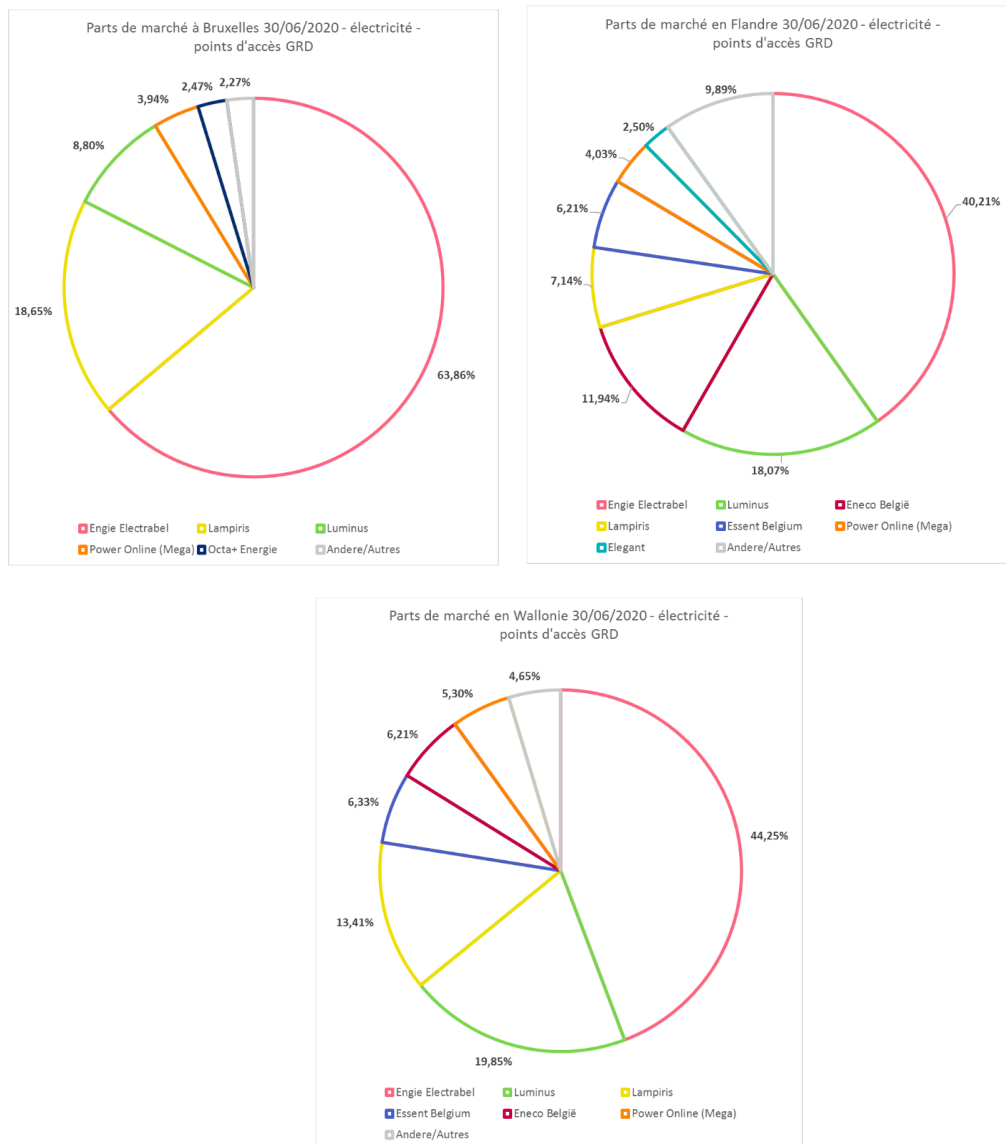 Parts de marché à Bruxelles 30/06/2020 - électricité -
points d'accès GRD
2,27%
2,47%
3,94%
8,80%
18,65%
63,86%
Engie Electrabel
Lampiris
Luminus
Power Online (Mega)
Octa+ Energie
Andere/Autres
Parts de marché en Flandre 30/06/2020 - électricité -
points d'accès GRD
9,89%
2,50%
4,03%
6,21%
7,14%
11,94%
18,07%
40,21%
Engie Electrabel
Luminus
Eneco België
Lampiris
Essent Belgium
Power Online (Mega)
Elegant
Andere/Autres
Parts de marché en Wallonie 30/06/2020 - électricité -
points d'accès GRD
4,65%
5,30%
6,21%
6,33%
13,41%
19,85%
44,25%
Engie Electrabel
Luminus
Lampiris
Essent Belgium
Eneco België
Power Online (Mega)
Andere/Autres